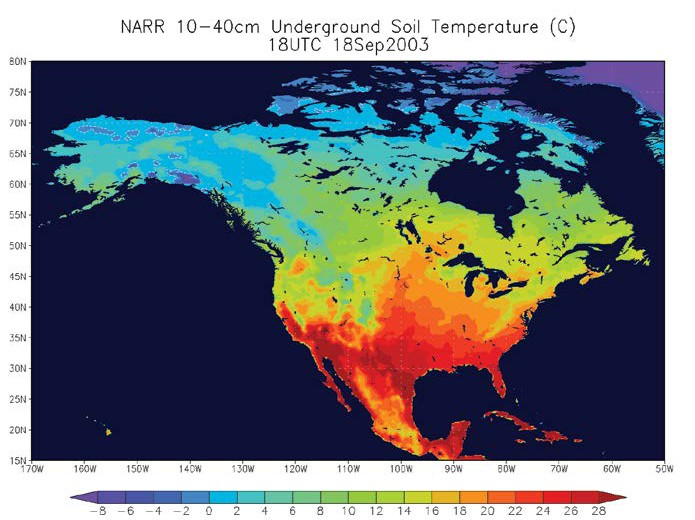 NARR 10-40cm Underground Soil Temperature (C)
18UTC 18Sep2003
80N
75N
70N
65N
60N
55N
50N
45N
40N
35N
30N
25N
20N
15N
170W 160W 150W 140W 130W 120W 110W 100W 90W 80W 70W 60W 50W
-8 -6 -4 -2 0 2 4 6 8 10 12 14 16 18 20 22 24 26 28